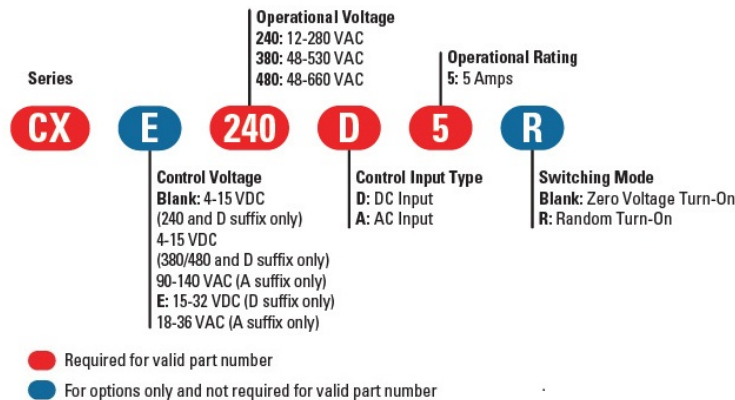 Operational Voltage
240: 12-280 VAC
380: 48-530 VAC
480: 48-660 VAC
Operational Rating
5: 5 Amps
Series
CX E 240 D 5 R
Control Voltage
Blank: 4-15 VDC
(240 and D suffix only)
4-15 VDC
(380/480 and D suffix only)
90-140 VAC (A suffix only)
E: 15-32 VDC (D suffix only)
18-36 VAC (A suffix only)
Control Input Type
D: DC Input
A: AC Input
Switching Mode
Blank: Zero Voltage Turn-On
R: Random Turn-On
Required for valid part number
For options only and not required for valid part number